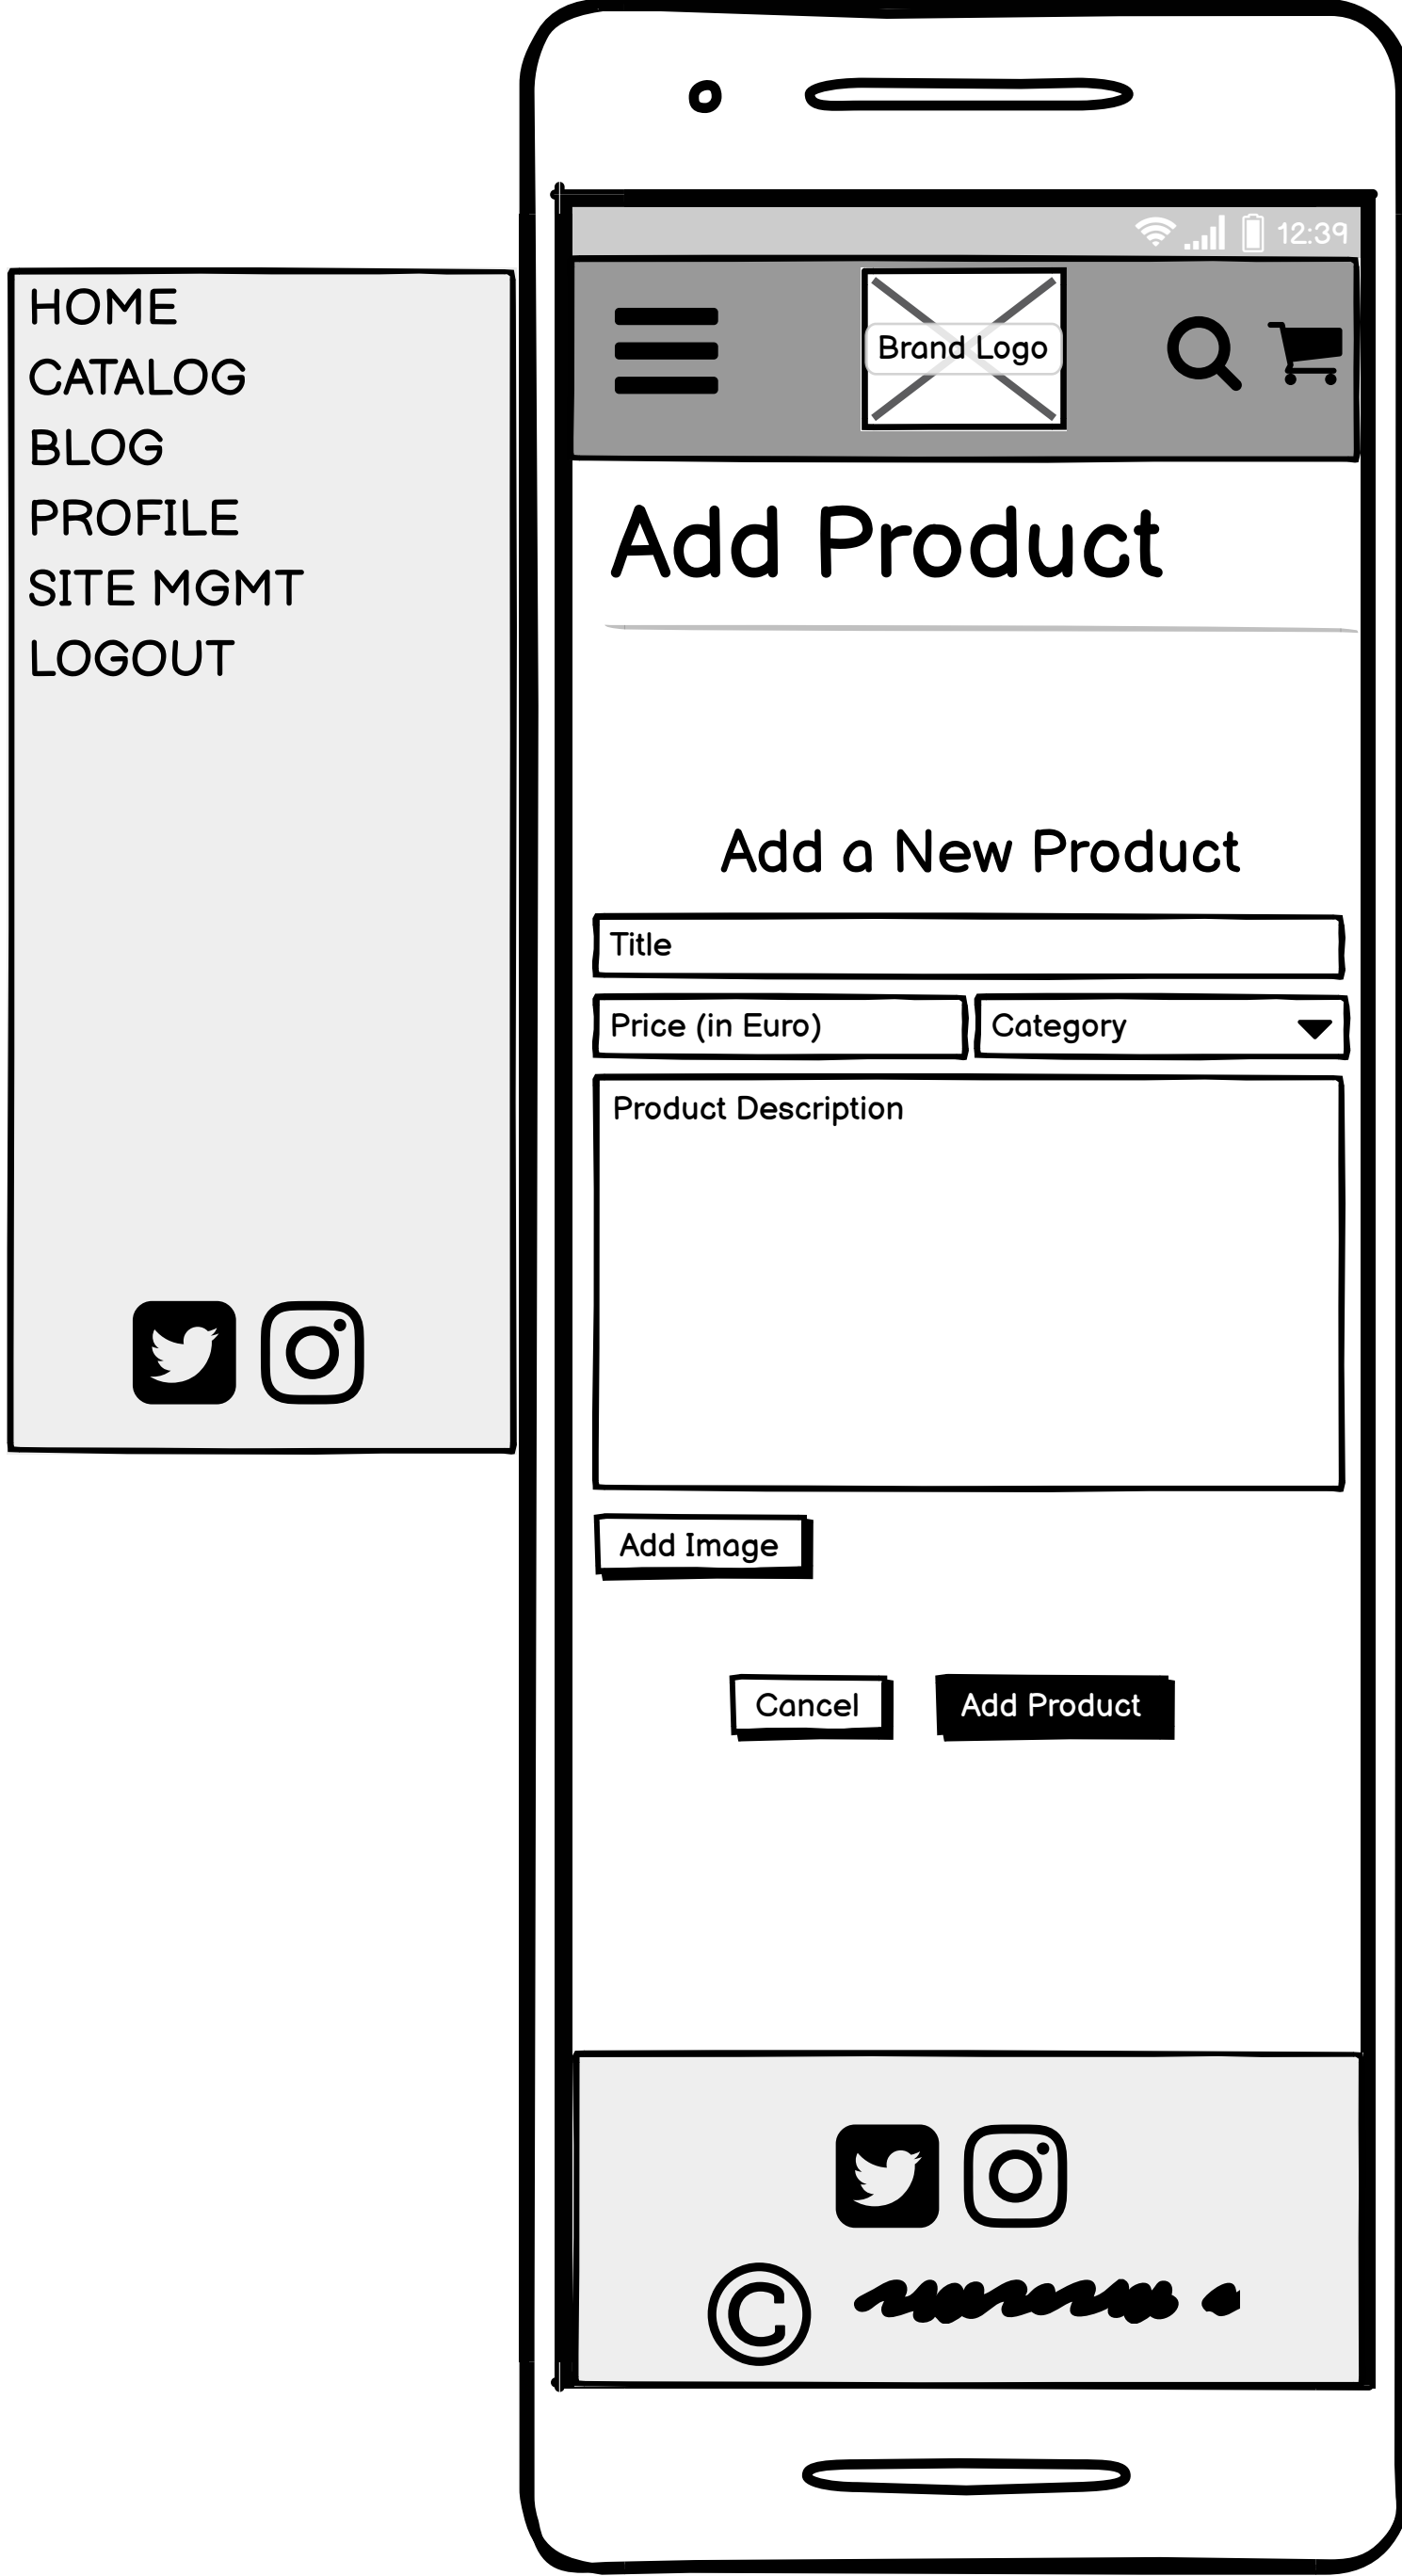 HOME
CATALOG
BLOG
PROFILE
SITE MGMT
LOGOUT
12:39
Brand Logo
Add Product
Add a New Product
Title
Price (in Euro)
Category
Product Description
Add Image
Cancel
Add Product
©